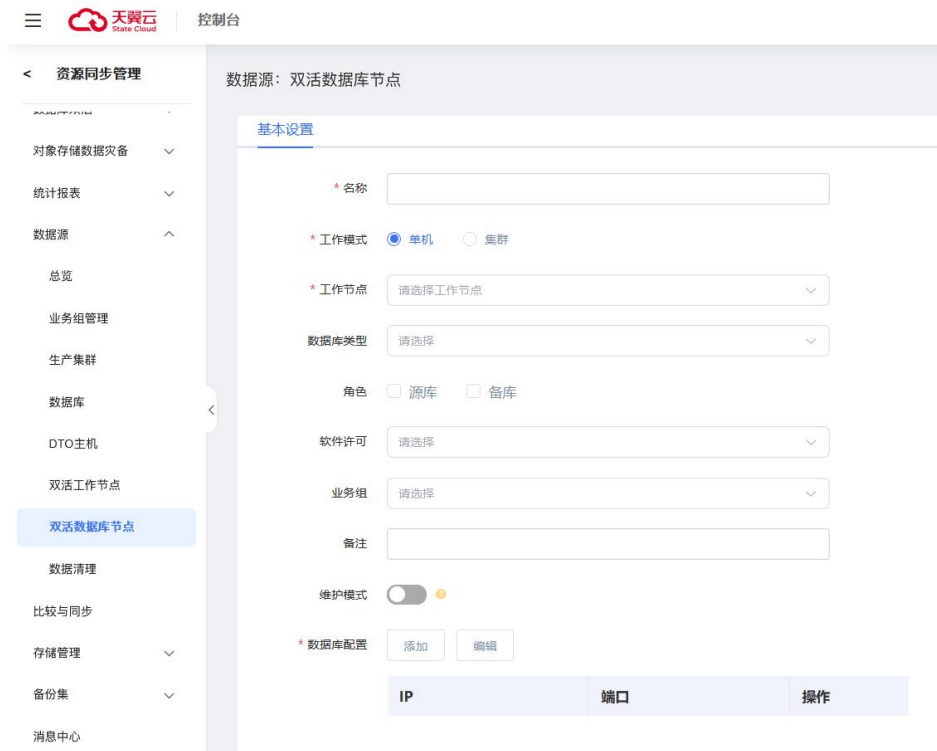 天翼云
State Cloud
控制台
< 资源同步管理
对象存储数据灾备
统计报表
数据源
总览
业务组管理
生产集群
数据库
DTO主机
双活工作节点
双活数据库节点
数据清理
比较与同步
存储管理
备份集
消息中心
数据源：双活数据库节点
基本设置
* 名称
* 工作模式 单机 集群
* 工作节点 请选择工作节点
数据库类型 请选择
角色 源库 备库
软件许可 请选择
业务组 请选择
备注
维护模式 ?
* 数据库配置 添加 编辑
IP 端口 操作